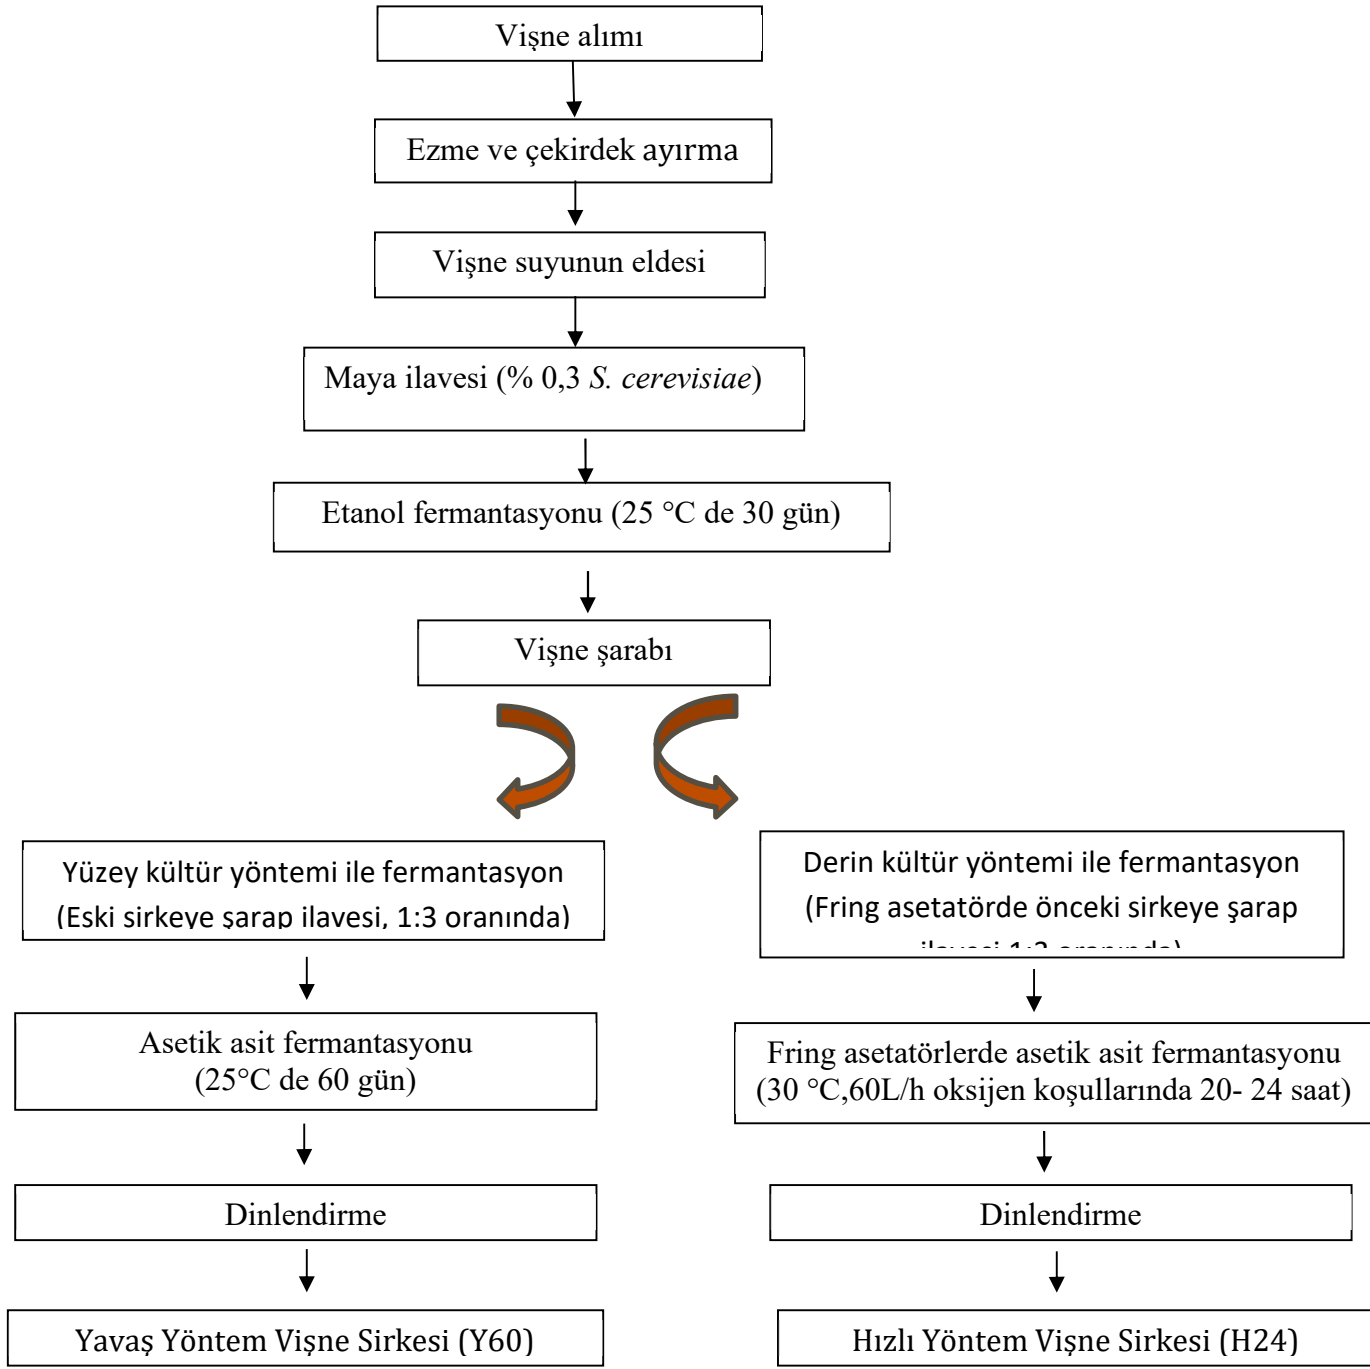 Vişne alımı
Ezme ve çekirdek ayırma
Vişne suyunun eldesi
Maya ilavesi (% 0,3 S. cerevisiae)
Etanol fermantasyonu (25 °C de 30 gün)
Vişne şarabı
Yüzey kültür yöntemi ile fermantasyon
(Eski sirkeye şarap ilavesi, 1:3 oranında)
Asetik asit fermantasyonu
(25°C de 60 gün)
Dinlendirme
Yavaş Yöntem Vişne Sirkesi (Y60)
Derin kültür yöntemi ile fermantasyon
(Fring asetatörde önceki sirkeye şarap
Fring asetatörlerde asetik asit fermantasyonu
(30 °C,60L/h oksijen koşullarında 20- 24 saat)
Dinlendirme
Hızlı Yöntem Vişne Sirkesi (H24)